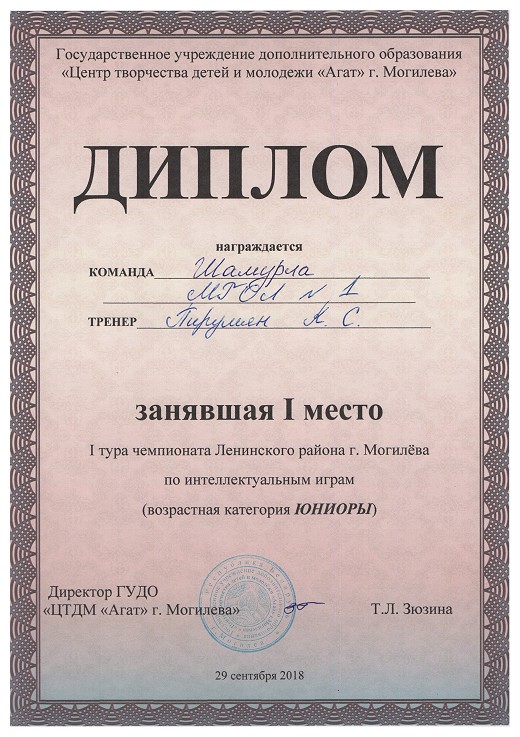 Государственное учреждение дополнительного образования
«Центр творчества детей и молодежи «Агат» г. Могилева»
ДИПЛОМ
награждается
КОМАНДА Шамурла
МГОЛ № 1
ТРЕНЕР Пирумян К. С.
занявшая I место
I тура чемпионата Ленинского района г. Могилёва
по интеллектуальным играм
(возрастная категория ЮНИОРЫ)
Директор ГУДО
«ЦТДМ «Агат» г. Могилева»
Т.Л. Зюзина
29 сентября 2018